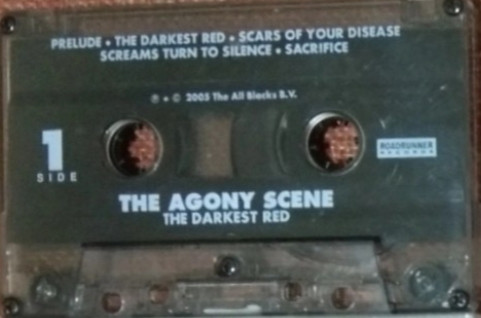 PRELUDE • THE DARKEST RED • SCARS OF YOUR DISEASE
SCREAMS TURN TO SILENCE • SACRIFICE
℗ + © 2005 The All Blacks B.V.
1
SIDE
ROADRUNNER
RECORDS
THE AGONY SCENE
THE DARKEST RED